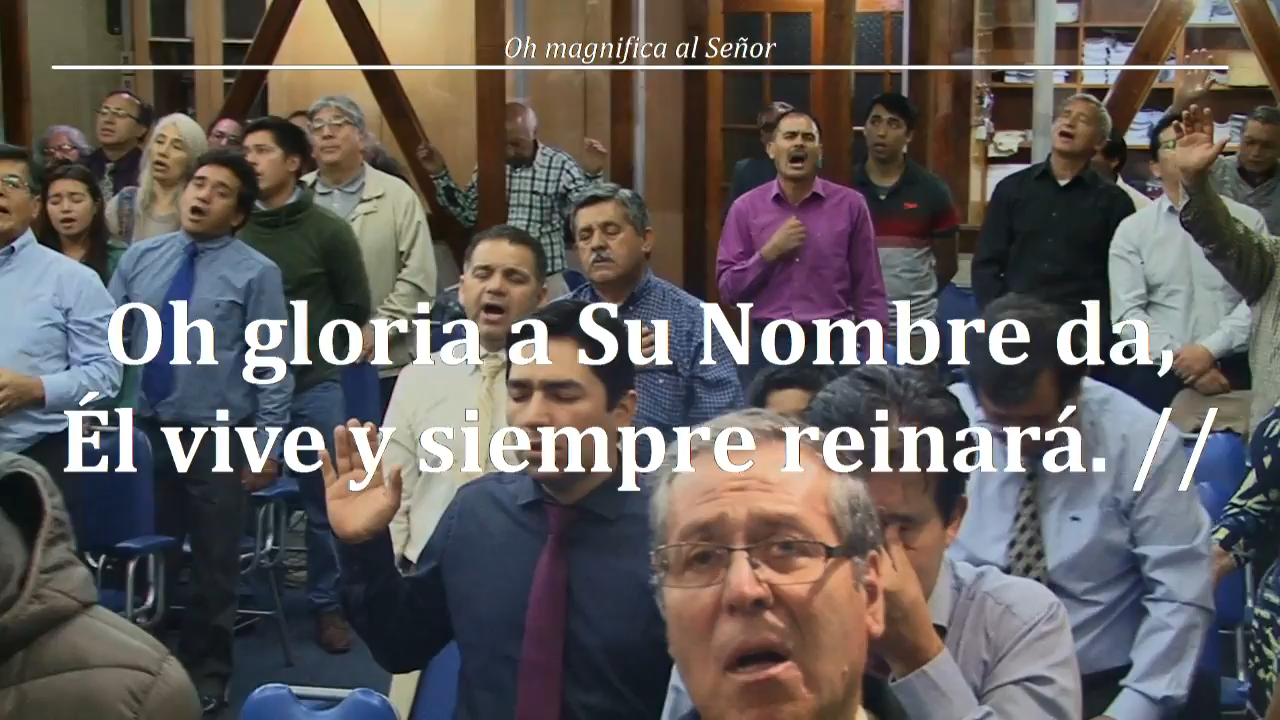 Oh magnifica al Señor
Oh gloria a Su Nombre da,
Él vive y siempre reinará. //